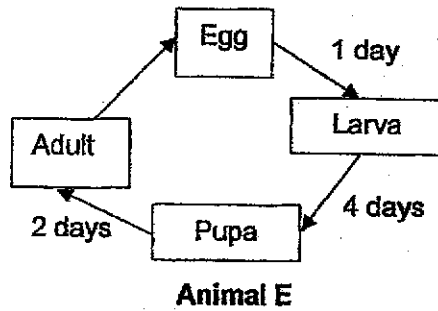 Egg
1 day
Adult
Larva
2 days
Pupa
4 days
Animal E